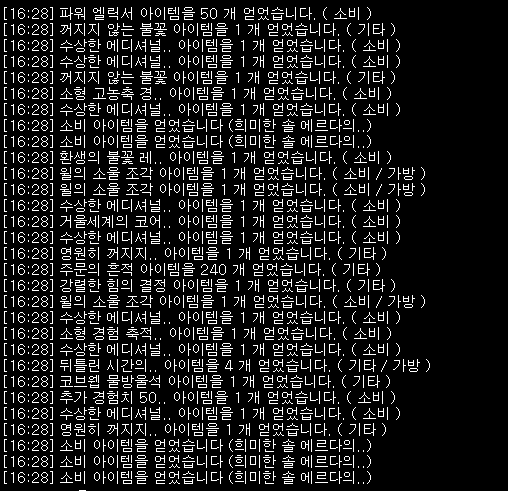 [16:28] 파워 엘릭서 아이템을 50 개 얻었습니다. ( 소비 )
[16:28] 꺼지지 않는 불꽃 아이템을 1 개 얻었습니다. ( 기타 )
[16:28] 수상한 에디셔널.. 아이템을 1 개 얻었습니다. ( 소비 )
[16:28] 꺼지지 않는 불꽃 아이템을 1 개 얻었습니다. ( 기타 )
[16:28] 소형 고농축 경.. 아이템을 1 개 얻었습니다. ( 소비 )
[16:28] 수상한 에디셔널.. 아이템을 1 개 얻었습니다. ( 소비 )
[16:28] 소비 아이템을 얻었습니다 (희미한 솔 에르다의..)
[16:28] 소비 아이템을 얻었습니다 (희미한 솔 에르다의..)
[16:28] 환생의 불꽃 레.. 아이템을 1 개 얻었습니다. ( 소비 )
[16:28] 윌의 소울 조각 아이템을 1 개 얻었습니다. ( 소비 / 가방 )
[16:28] 윌의 소울 조각 아이템을 1 개 얻었습니다. ( 소비 / 가방 )
[16:28] 수상한 에디셔널.. 아이템을 1 개 얻었습니다. ( 소비 )
[16:28] 거울세계의 코어.. 아이템을 1 개 얻었습니다. ( 소비 )
[16:28] 수상한 에디셔널.. 아이템을 1 개 얻었습니다. ( 소비 )
[16:28] 영원히 꺼지지.. 아이템을 1 개 얻었습니다. ( 기타 )
[16:28] 주문의 흔적 아이템을 240 개 얻었습니다. ( 기타 )
[16:28] 강렬한 힘의 결정 아이템을 1 개 얻었습니다. ( 기타 )
[16:28] 윌의 소울 조각 아이템을 1 개 얻었습니다. ( 소비 / 가방 )
[16:28] 수상한 에디셔널.. 아이템을 1 개 얻었습니다. ( 소비 )
[16:28] 소형 경험 축적.. 아이템을 1 개 얻었습니다. ( 소비 )
[16:28] 수상한 에디셔널.. 아이템을 1 개 얻었습니다. ( 소비 )
[16:28] 뒤틀린 시간의.. 아이템을 4 개 얻었습니다. ( 기타 / 가방 )
[16:28] 코브웹 물방울석 아이템을 1 개 얻었습니다. ( 기타 )
[16:28] 추가 경험치 50.. 아이템을 1 개 얻었습니다. ( 소비 )
[16:28] 수상한 에디셔널.. 아이템을 1 개 얻었습니다. ( 소비 )
[16:28] 영원히 꺼지지.. 아이템을 1 개 얻었습니다. ( 기타 )
[16:28] 소비 아이템을 얻었습니다 (희미한 솔 에르다의..)
[16:28] 소비 아이템을 얻었습니다 (희미한 솔 에르다의..)
[16:28] 소비 아이템을 얻었습니다 (희미한 솔 에르다의..)